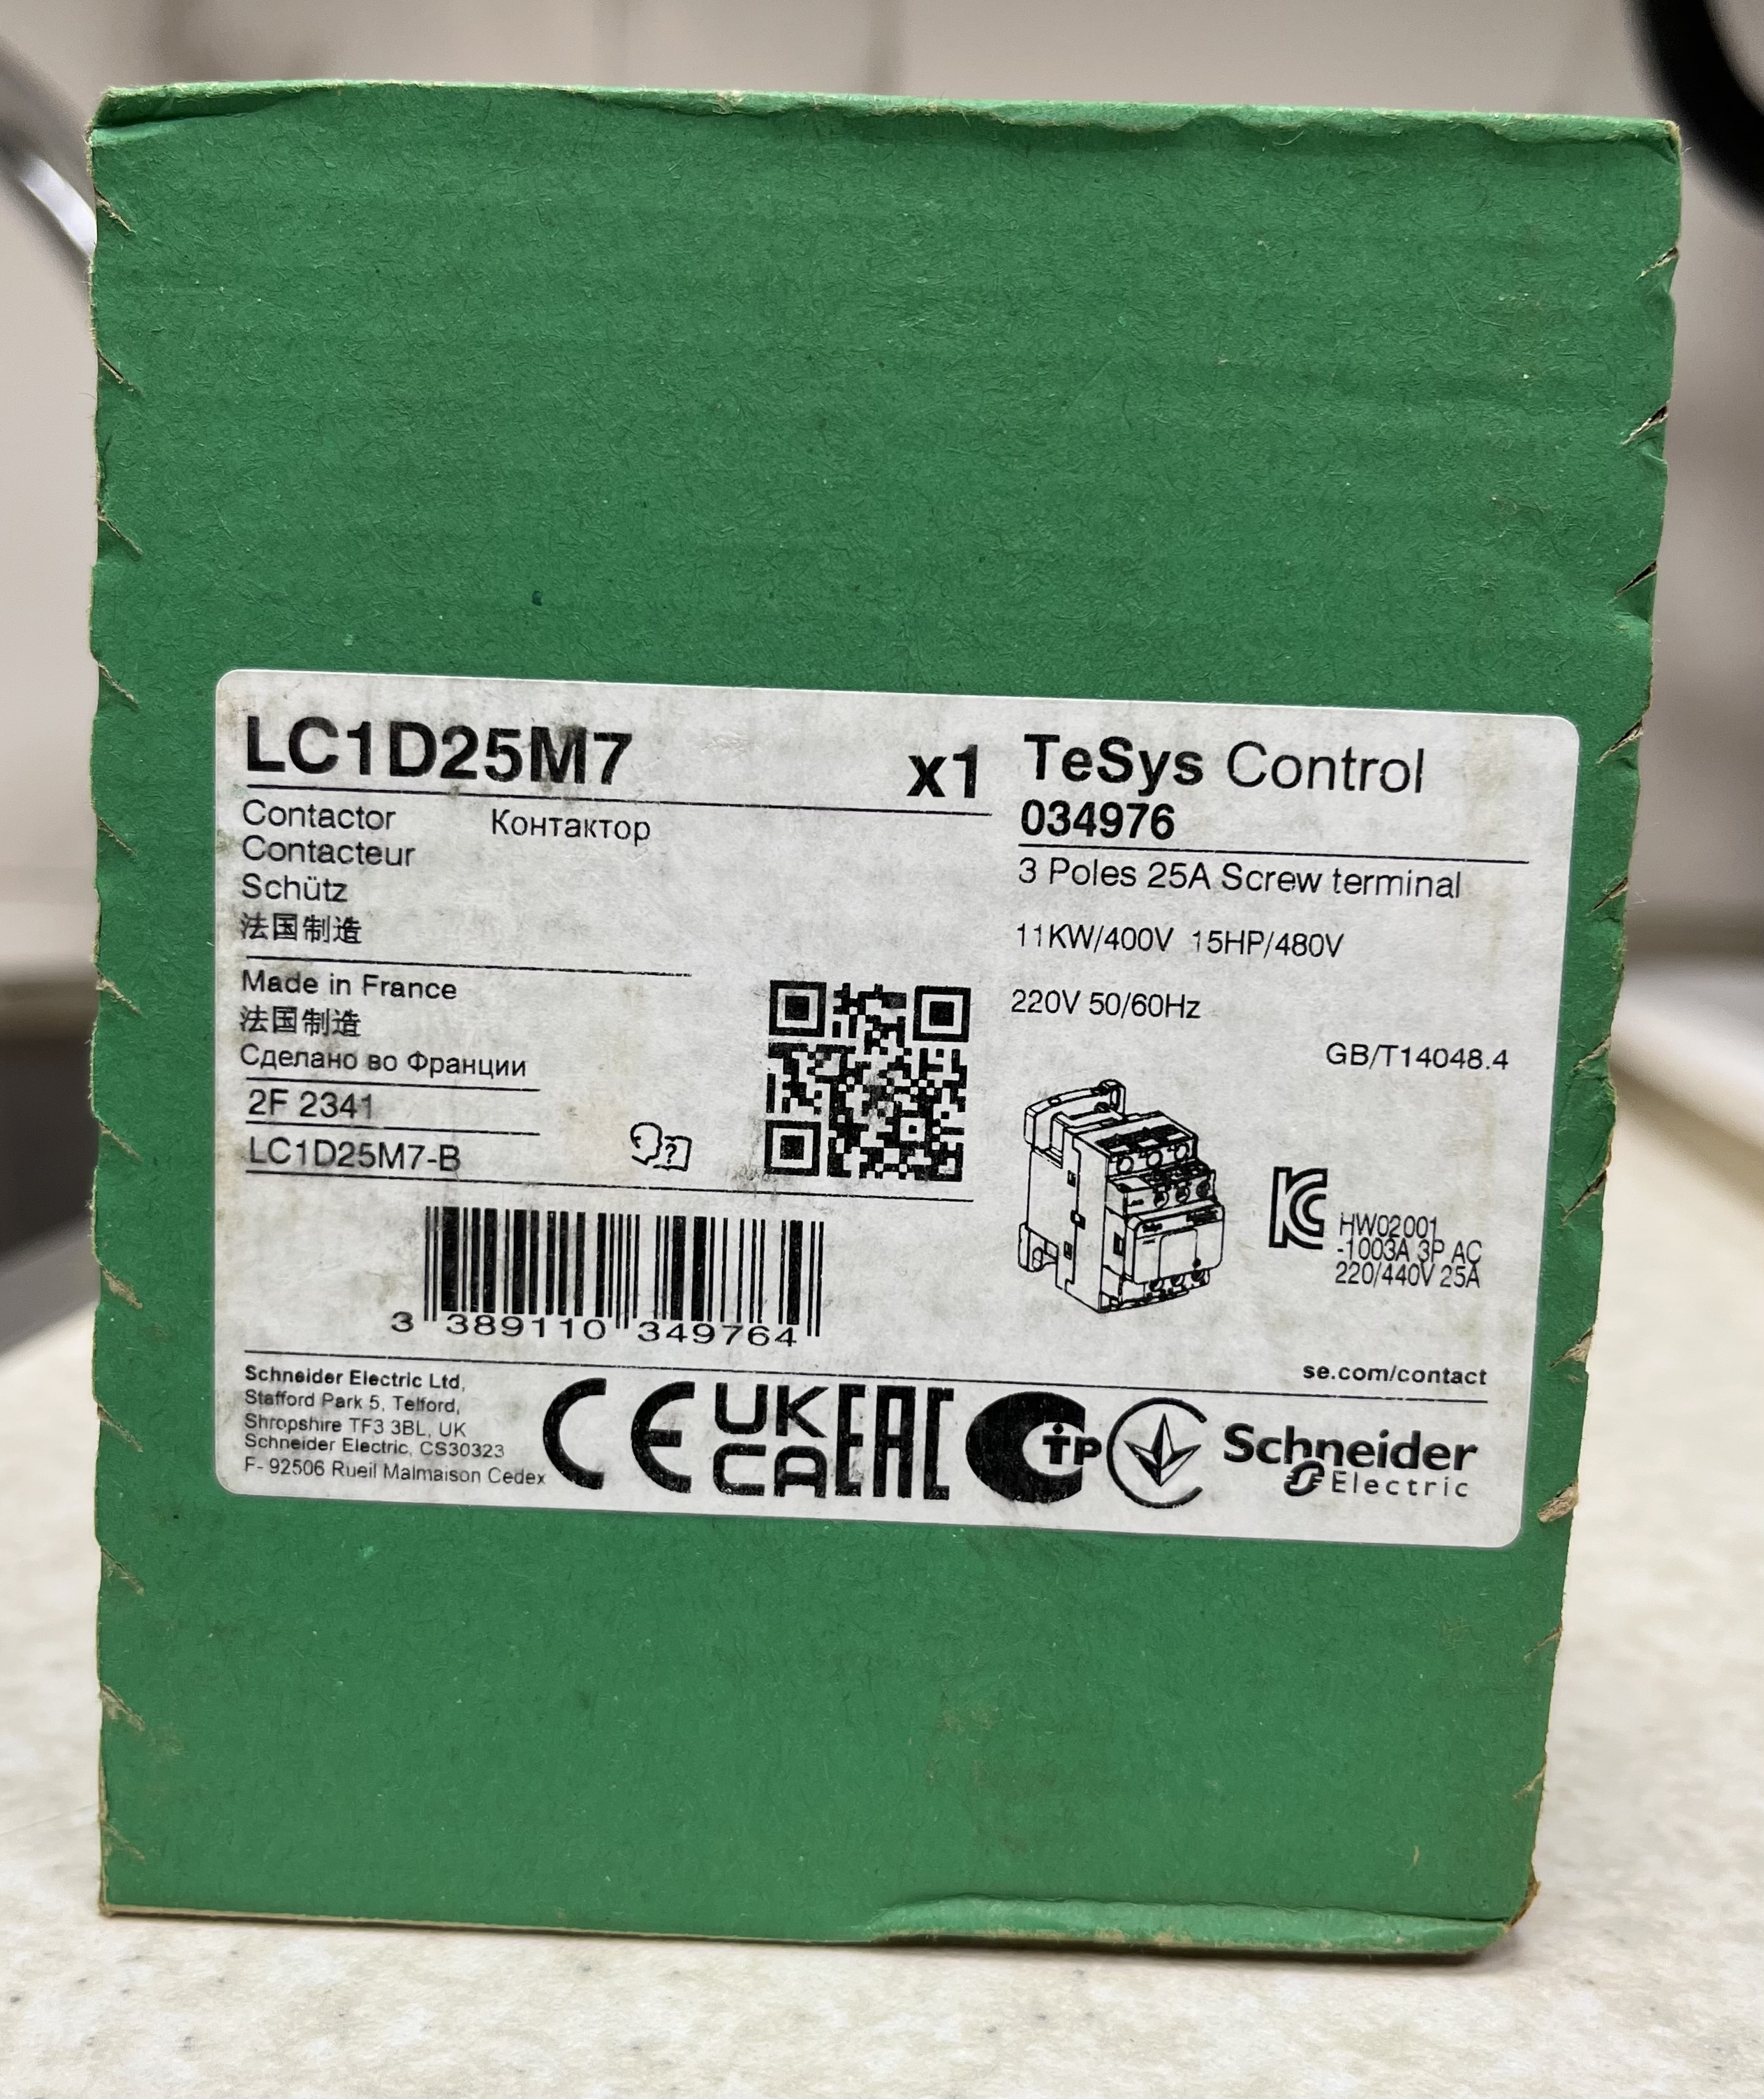 LC1D25M7 x1
Contactor Контактор
Contacteur
Schütz
法国制造
Made in France
法国制造
Сделано во Франции
2F 2341
LC1D25M7-B
?
3 389110 349764
TeSys Control
034976
3 Poles 25A Screw terminal
11KW/400V 15HP/480V
220V 50/60Hz
GB/T14048.4
HW02001
-1003A 3P AC
220/440V 25A
se.com/contact
Schneider Electric Ltd,
Stafford Park 5, Telford,
Shropshire TF3 3BL, UK
Schneider Electric, CS30323
F- 92506 Rueil Malmaison Cedex
CE UK CA EAC TP
Schneider
Electric